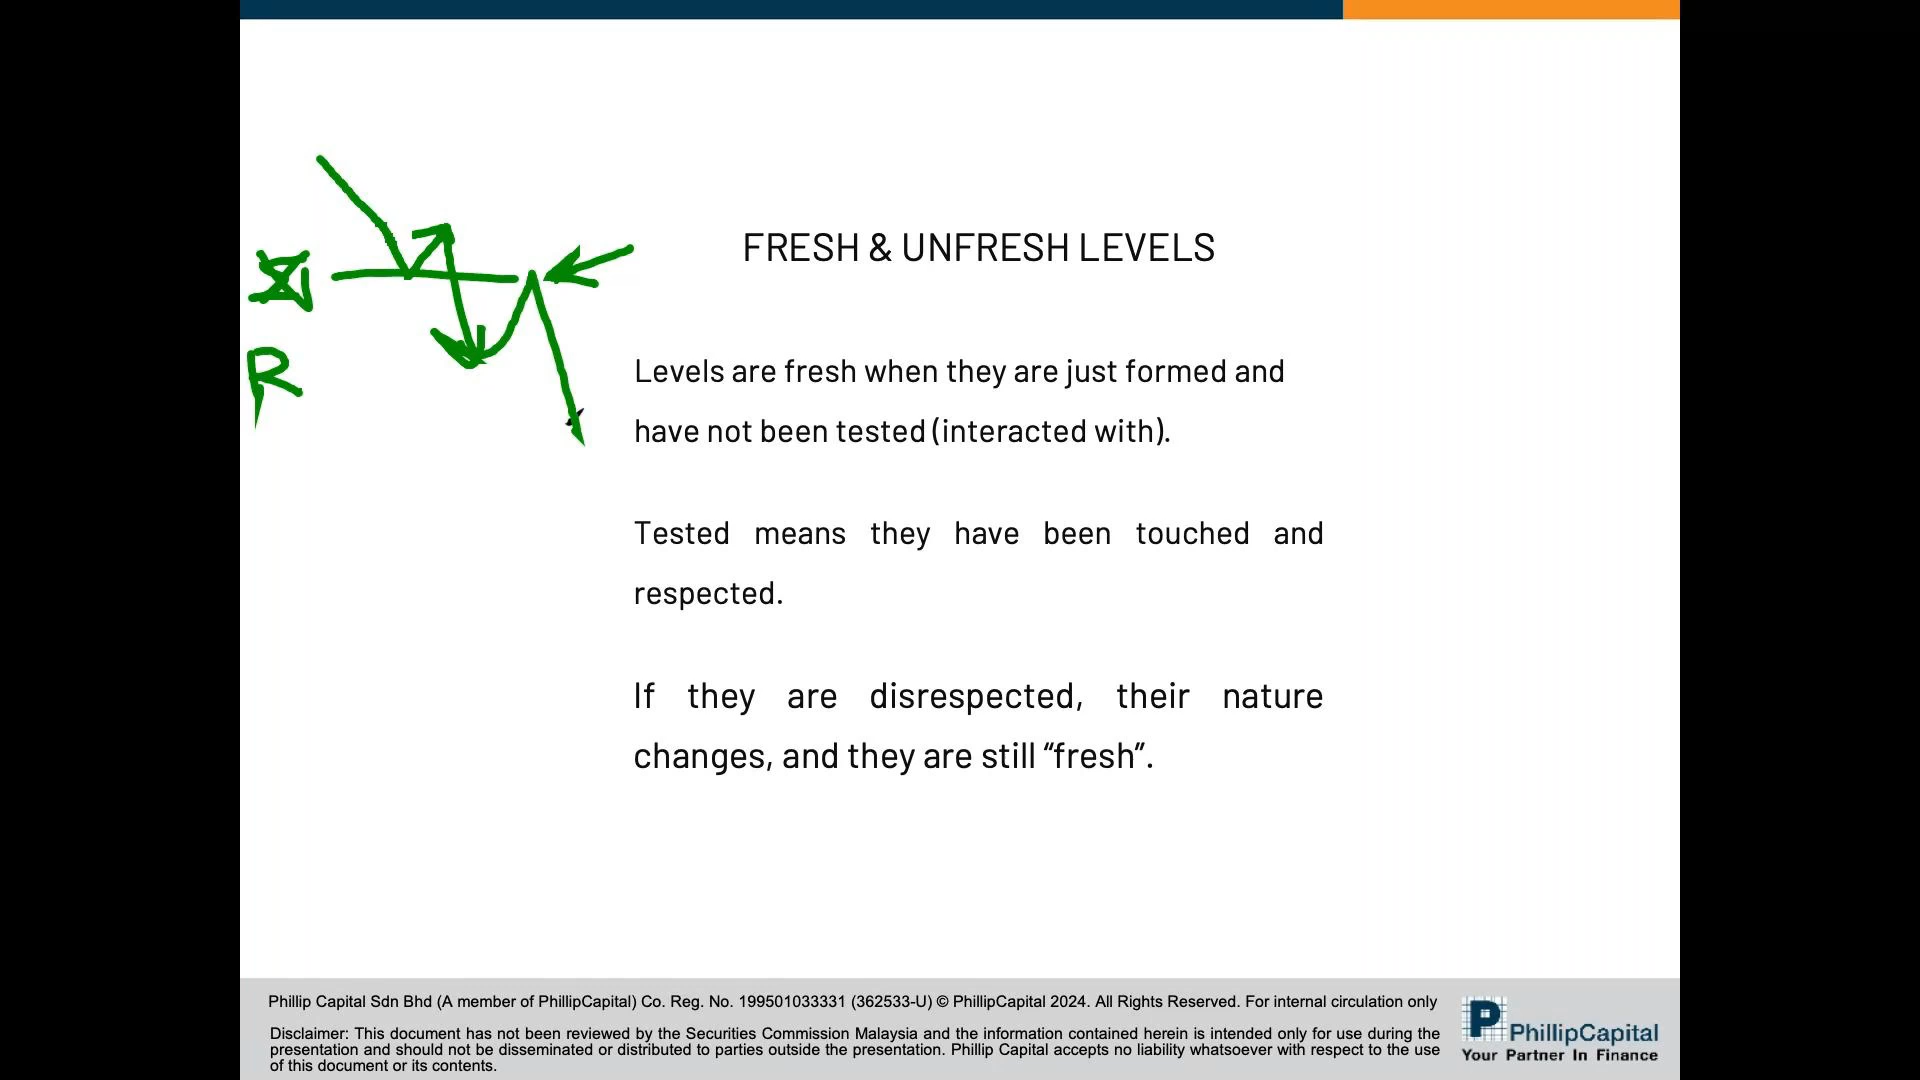 FRESH & UNFRESH LEVELS
R
Levels are fresh when they are just formed and
have not been tested (interacted with).
Tested means they have been touched and
respected.
If they are disrespected, their nature
changes, and they are still “fresh”.
Phillip Capital Sdn Bhd (A member of PhillipCapital) Co. Reg. No. 199501033331 (362533-U) © PhillipCapital 2024. All Rights Reserved. For internal circulation only
Disclaimer: This document has not been reviewed by the Securities Commission Malaysia and the information contained herein is intended only for use during the
presentation and should not be disseminated or distributed to parties outside the presentation. Phillip Capital accepts no liability whatsoever with respect to the use
of this document or its contents.
P PhillipCapital
Your Partner In Finance